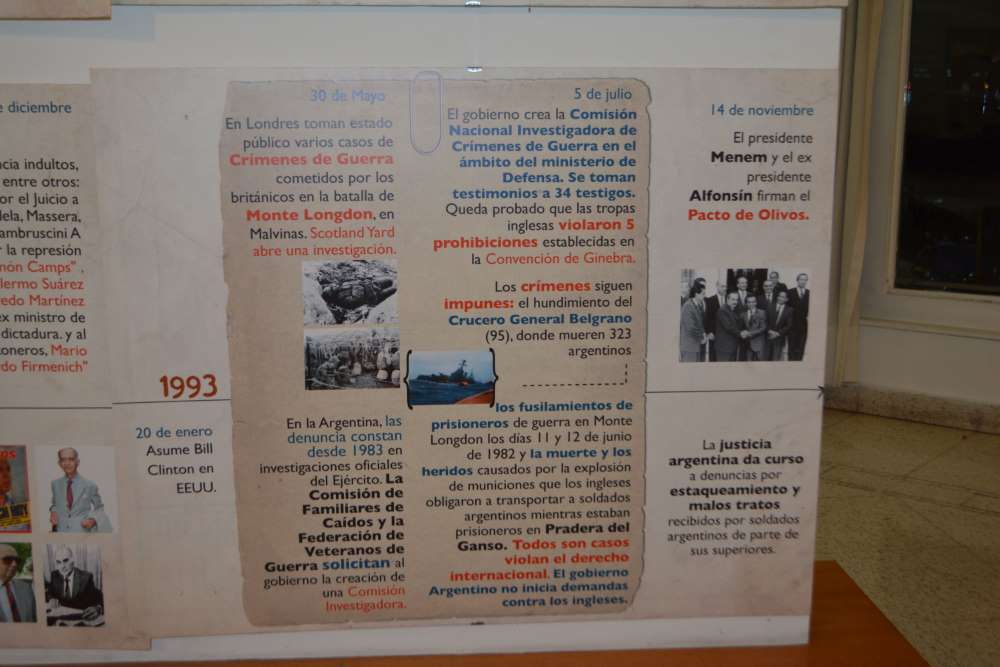 e diciembre
ncia indultos,
entre otros:
or el Juicio a
dela, Massera,
ambruscini A
r la represión
món Camps" ,
llermo Suárez
redo Martínez
ex ministro de
dictadura. y al
toneros, Mario
rdo Firmenich"
1993
20 de enero
Asume Bill
Clinton en
EEUU.
30 de Mayo
En Londres toman estado
público varios casos de
Crímenes de Guerra
cometidos por los
británicos en la batalla de
Monte Longdon, en
Malvinas. Scotland Yard
abre una investigación.
En la Argentina, las
denuncia constan
desde 1983 en
investigaciones oficiales
del Ejército. La
Comisión de
Familiares de
Caídos y la
Federación de
Veteranos de
Guerra solicitan al
gobierno la creación de
una Comisión
Investigadora.
5 de julio
El gobierno crea la Comisión
Nacional Investigadora de
Crímenes de Guerra en el
ámbito del ministerio de
Defensa. Se toman
testimonios a 34 testigos.
Queda probado que las tropas
inglesas violaron 5
prohibiciones establecidas en
la Convención de Ginebra.
Los crímenes siguen
impunes: el hundimiento del
Crucero General Belgrano
(95), donde mueren 323
argentinos
los fusilamientos de
prisioneros de guerra en Monte
Longdon los días 11 y 12 de junio
de 1982 y la muerte y los
heridos causados por la explosión
de municiones que los ingleses
obligaron a transportar a soldados
argentinos mientras estaban
prisioneros en Pradera del
Ganso. Todos son casos
violan el derecho
internacional. El gobierno
Argentino no inicia demandas
contra los ingleses.
14 de noviembre
El presidente
Menem y el ex
presidente
Alfonsín firman el
Pacto de Olivos.
La justicia
argentina da curso
a denuncias por
estaqueamiento y
malos tratos
recibidos por soldados
argentinos de parte de
sus superiores.